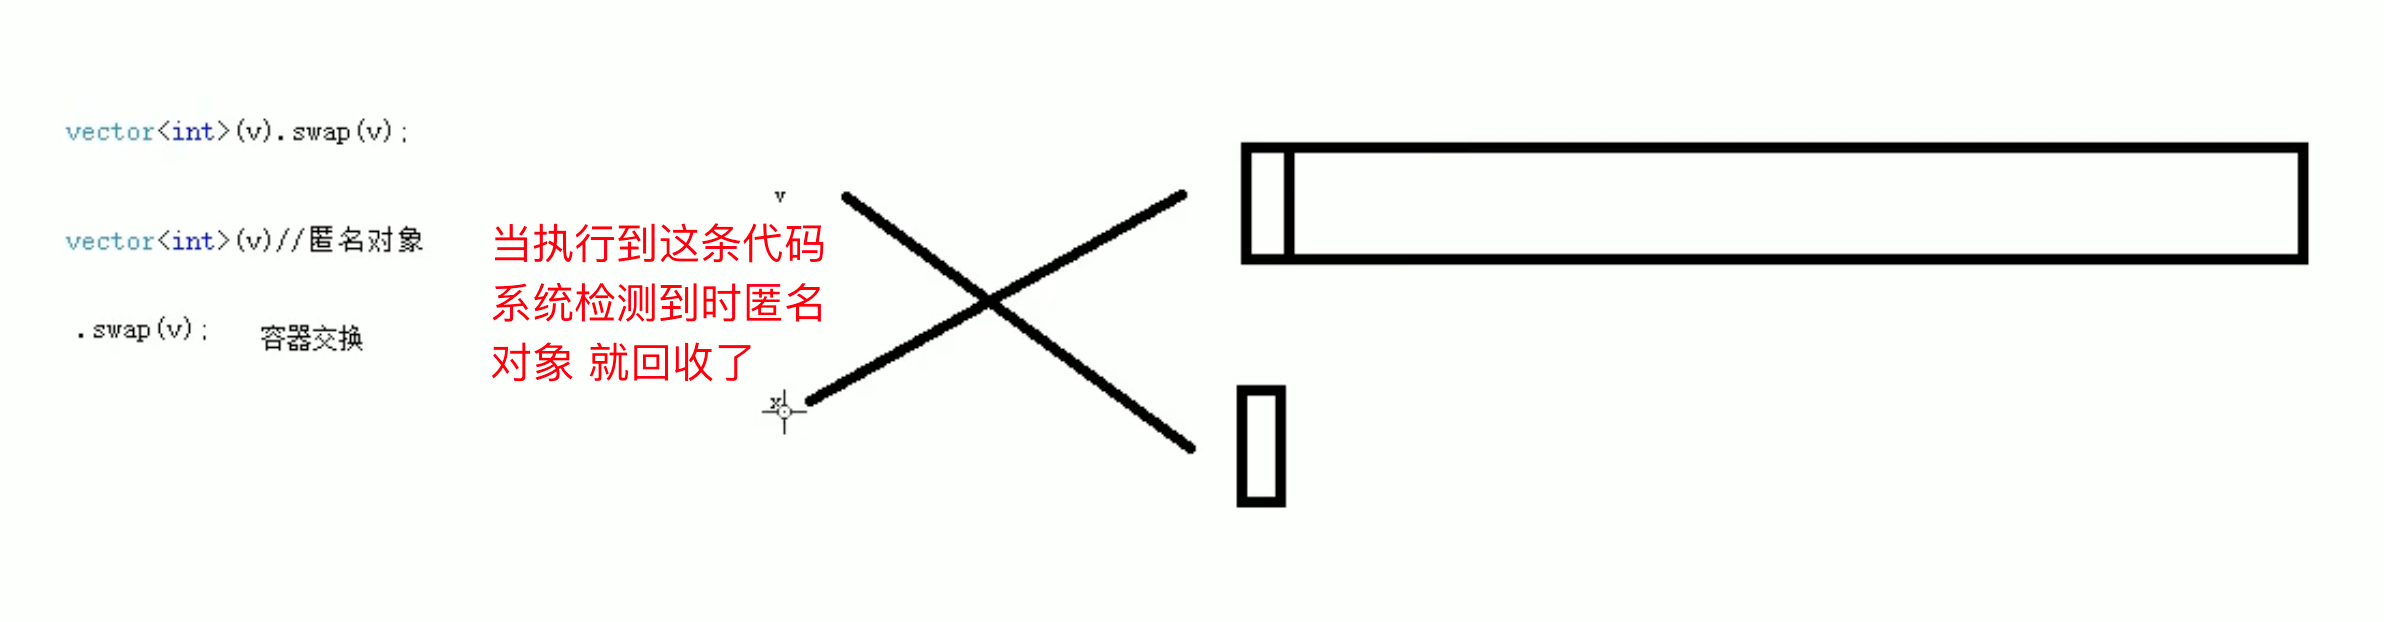 vector<int>(v).swap(v);
v
vector<int>(v)//匿名对象
当执行到这条代码
系统检测到时匿名
对象 就回收了
.swap(v);
容器交换
x